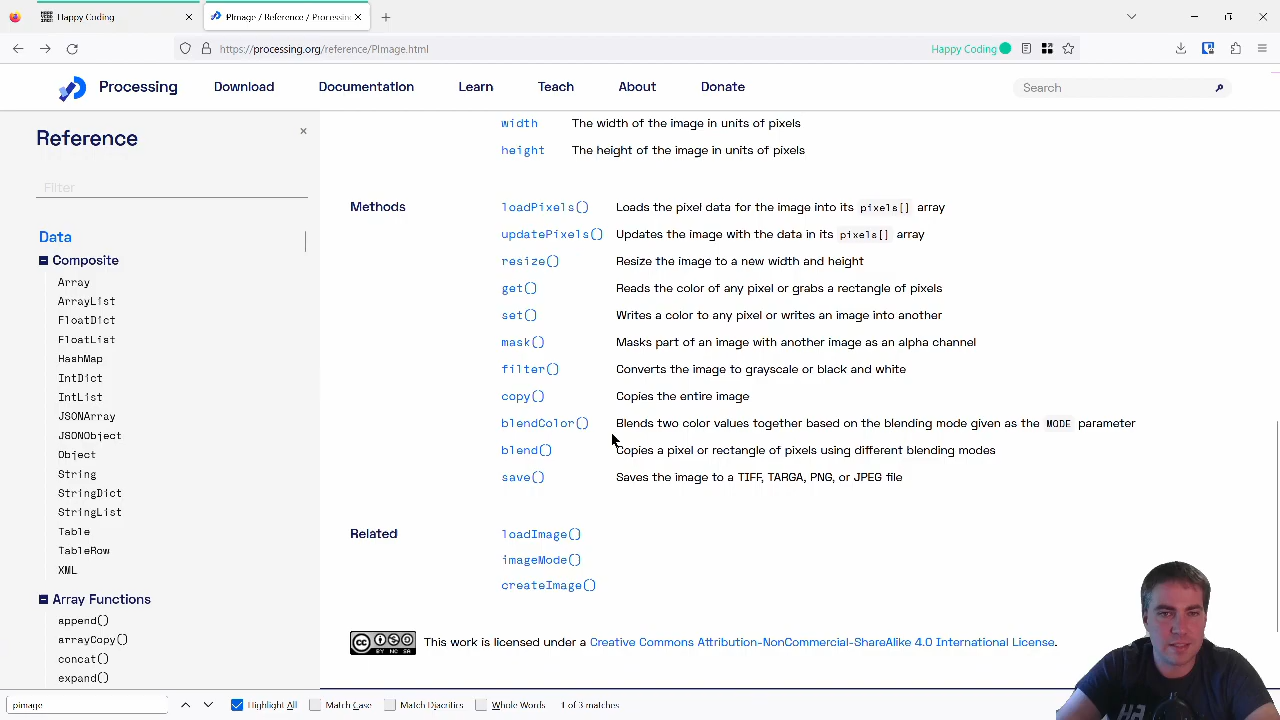 Happy Coding
PImage / Reference / Processing
https://processing.org/reference/PImage.html
Happy Coding
Processing
Download
Documentation
Learn
Teach
About
Donate
Search
Reference
Filter
Data
Composite
Array
ArrayList
FloatDict
FloatList
HashMap
IntDict
IntList
JSONArray
JSONObject
Object
String
StringDict
StringList
Table
TableRow
XML
Array Functions
append()
arrayCopy()
concat()
expand()
width The width of the image in units of pixels
height The height of the image in units of pixels
Methods
loadPixels() Loads the pixel data for the image into its pixels[] array
updatePixels() Updates the image with the data in its pixels[] array
resize() Resize the image to a new width and height
get() Reads the color of any pixel or grabs a rectangle of pixels
set() Writes a color to any pixel or writes an image into another
mask() Masks part of an image with another image as an alpha channel
filter() Converts the image to grayscale or black and white
copy() Copies the entire image
blendColor() Blends two color values together based on the blending mode given as the MODE parameter
blend() Copies a pixel or rectangle of pixels using different blending modes
save() Saves the image to a TIFF, TARGA, PNG, or JPEG file
Related
loadImage()
imageMode()
createImage()
BY NC SA
This work is licensed under a Creative Commons Attribution-NonCommercial-ShareAlike 4.0 International License.
pimage
Highlight All
Match Case
Match Diacritics
Whole Words
1 of 3 matches